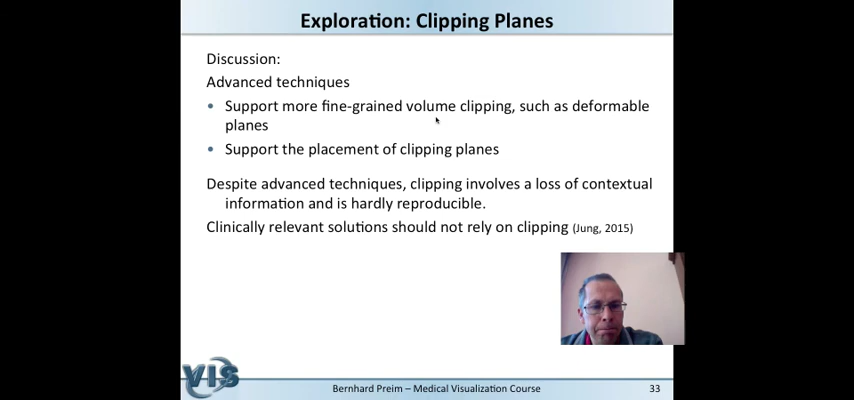 Exploration: Clipping Planes
Discussion:
Advanced techniques
• Support more fine-grained volume clipping, such as deformable
planes
• Support the placement of clipping planes
Despite advanced techniques, clipping involves a loss of contextual
information and is hardly reproducible.
Clinically relevant solutions should not rely on clipping (Jung, 2015)
VIS
Bernhard Preim – Medical Visualization Course
33